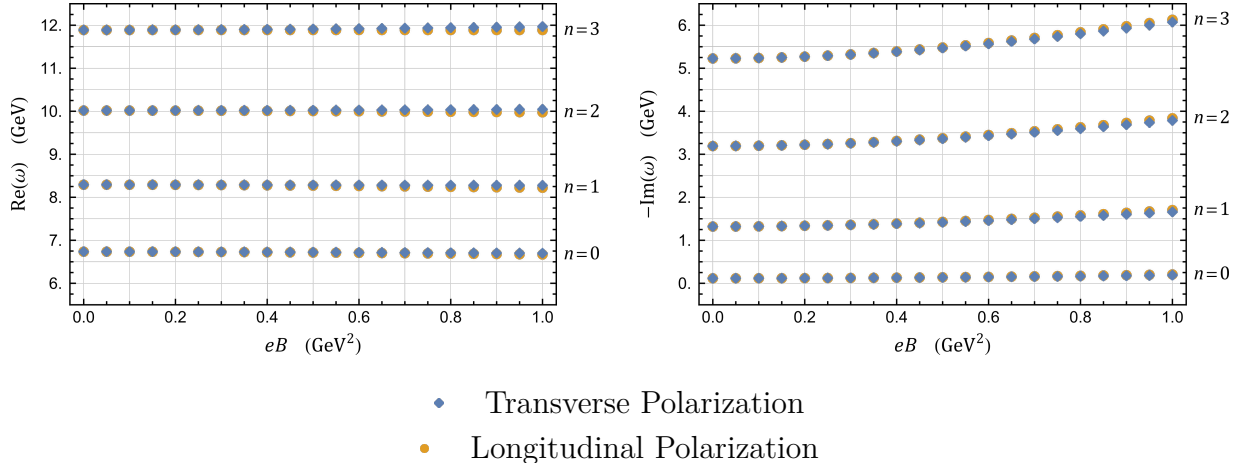 12.
11.
10.
9.
8.
7.
6.
0.0 0.2 0.4 0.6 0.8 1.0
Re(ω) (GeV)
eB (GeV²)
n=3
n=2
n=1
n=0
6.
5.
4.
3.
2.
1.
0.
0.0 0.2 0.4 0.6 0.8 1.0
−Im(ω) (GeV)
eB (GeV²)
n=3
n=2
n=1
n=0
Transverse Polarization
Longitudinal Polarization